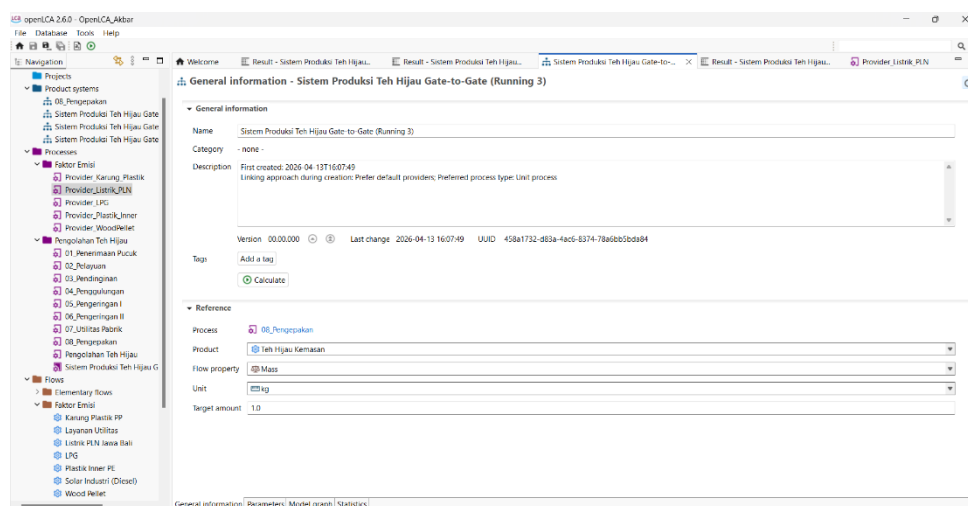 openLCA 2.6.0 - OpenLCA_Akbar
File Database Tools Help
Navigation
Projects
Product systems
08_Pengepakan
Sistem Produksi Teh Hijau Gate
Sistem Produksi Teh Hijau Gate
Sistem Produksi Teh Hijau Gate
Processes
Faktor Emisi
Provider_Karung_Plastik
Provider_Listrik_PLN
Provider_LPG
Provider_Plastik_Inner
Provider_WoodPellet
Pengolahan Teh Hijau
01_Penerimaan Pucuk
02_Pelayuan
03_Pendinginan
04_Penggulungan
05_Pengeringan I
06_Pengeringan II
07_Utilitas Pabrik
08_Pengepakan
Pengolahan Teh Hijau
Sistem Produksi Teh Hijau G
Flows
Elementary flows
Faktor Emisi
Karung Plastik PP
Layanan Utilitas
Listrik PLN Jawa Bali
LPG
Plastik Inner PE
Solar Industri (Diesel)
Wood Pellet
Welcome
Result - Sistem Produksi Teh Hijau...
Result - Sistem Produksi Teh Hijau...
Sistem Produksi Teh Hijau Gate-to-...
Result - Sistem Produksi Teh Hijau...
Provider_Listrik_PLN
General information - Sistem Produksi Teh Hijau Gate-to-Gate (Running 3)
General information
Name Sistem Produksi Teh Hijau Gate-to-Gate (Running 3)
Category - none -
Description First created: 2026-04-13T16:07:49
Linking approach during creation: Prefer default providers; Preferred process type: Unit process
Version 00.00.000 Last change 2026-04-13 16:07:49 UUID 458a1732-d83a-4ac6-8374-78a6bb5bda84
Tags Add a tag
Calculate
Reference
Process 08_Pengepakan
Product Teh Hijau Kemasan
Flow property Mass
Unit kg
Target amount 1.0
General information Parameters Model graph Statistics